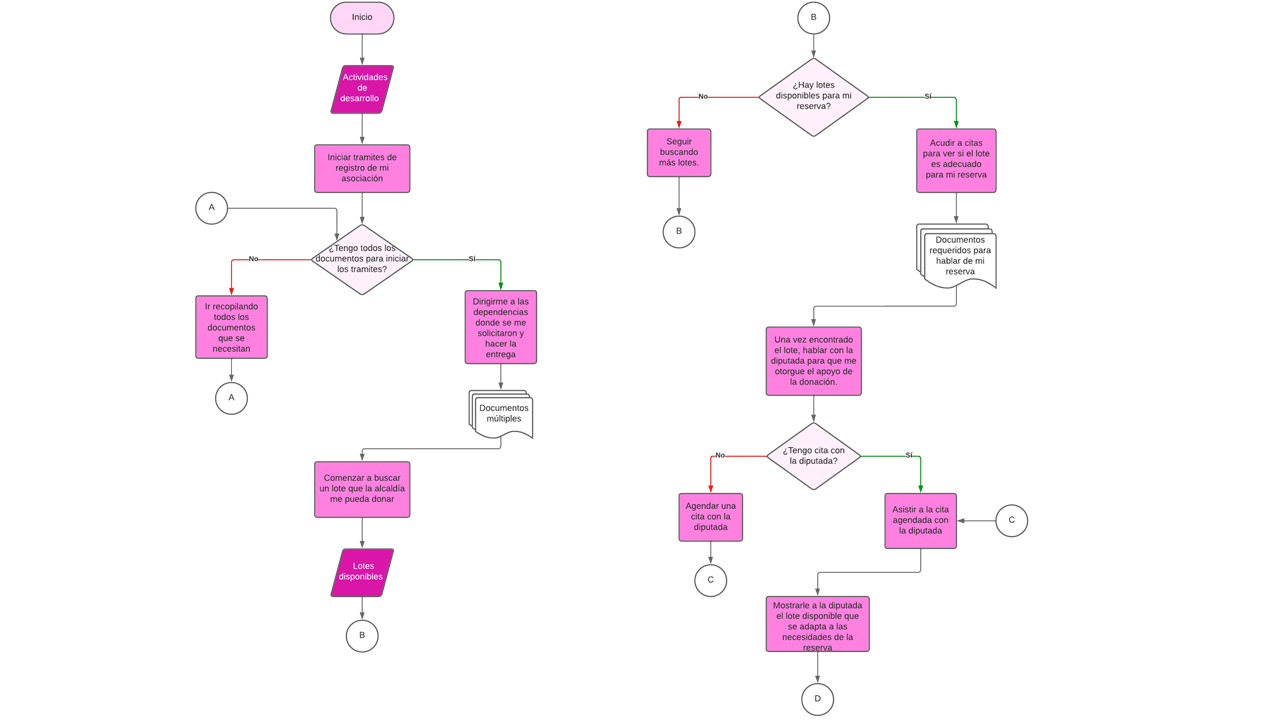 Inicio
Actividades
de
desarrollo
Iniciar tramites de
registro de mi
asociación
A
¿Tengo todos los
documentos para iniciar
los tramites?
No
Sí
Ir recopilando
todos los
documentos
que se
necesitan
A
Dirigirme a las
dependencias
donde se me
solicitaron y
hacer la
entrega
Documentos
múltiples
Comenzar a buscar
un lote que la alcaldía
me pueda donar
Lotes
disponibles
B
B
¿Hay lotes
disponibles para mi
reserva?
No
Sí
Seguir
buscando
más lotes.
B
Acudir a citas
para ver si el lote
es adecuado
para mi reserva
Documentos
requeridos para
hablar de mi
reserva
Una vez encontrado
el lote, hablar con la
diputada para que me
otorgue el apoyo de
la donación.
¿Tengo cita con
la diputada?
No
Sí
Agendar una
cita con la
diputada
C
Asistir a la cita
agendada con
la diputada
C
Mostrarle a la diputada
el lote disponible que
se adapta a las
necesidades de la
reserva
D